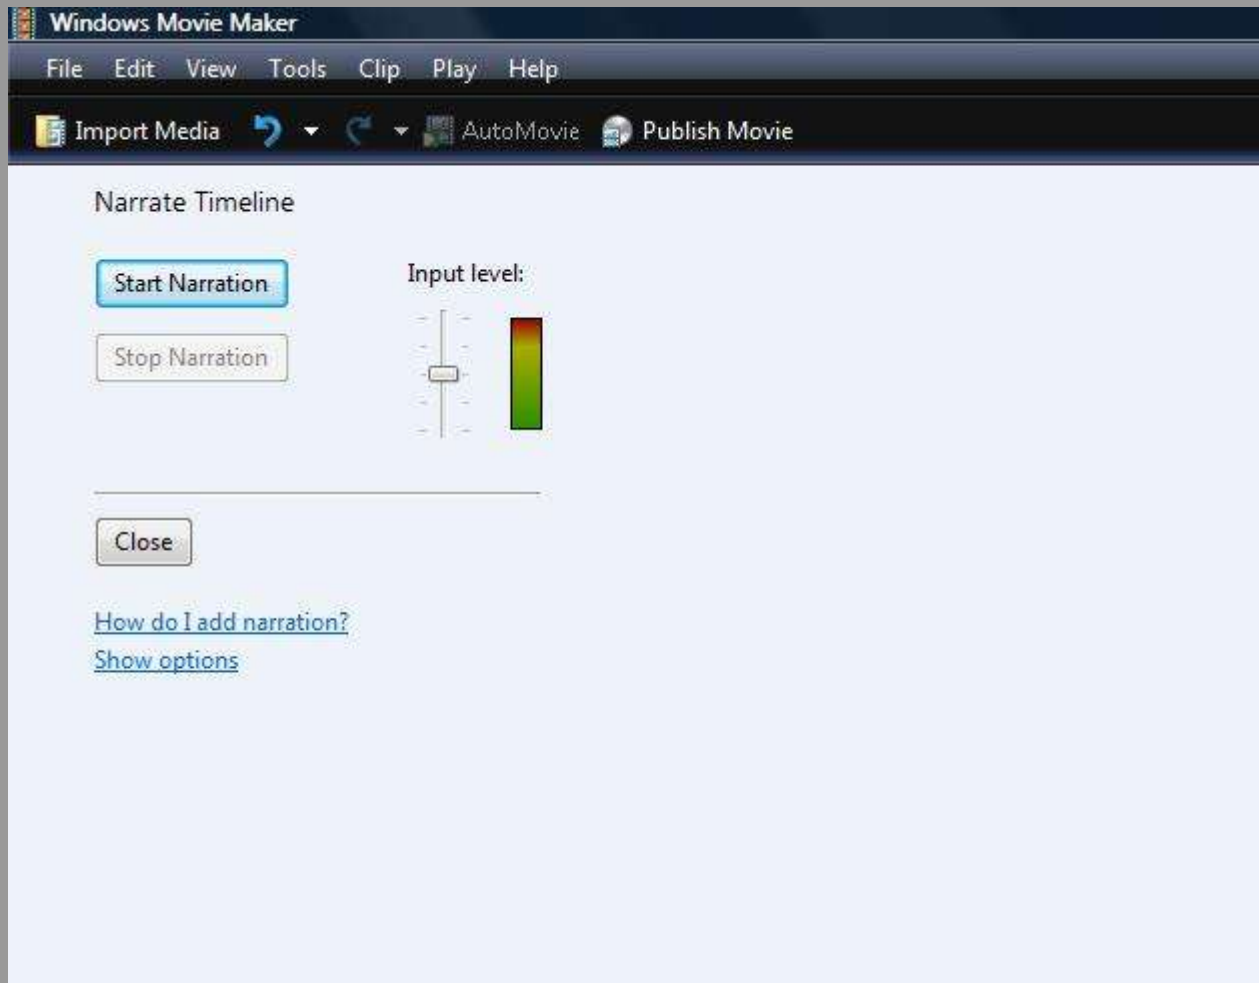 Windows Movie Maker
File Edit View Tools Clip Play Help
Import Media AutoMovie Publish Movie
Narrate Timeline
Start Narration
Input level:
Stop Narration
Close
How do I add narration?
Show options